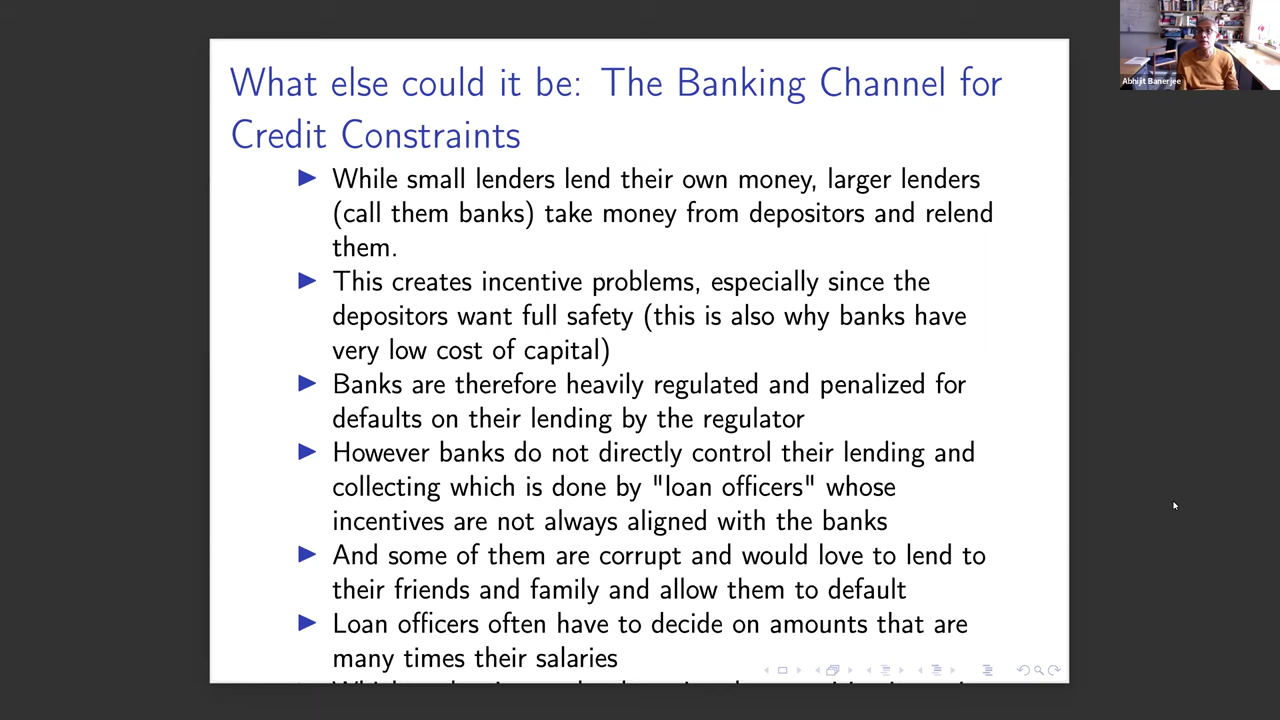 What else could it be: The Banking Channel for
Credit Constraints
While small lenders lend their own money, larger lenders
(call them banks) take money from depositors and relend
them.
This creates incentive problems, especially since the
depositors want full safety (this is also why banks have
very low cost of capital)
Banks are therefore heavily regulated and penalized for
defaults on their lending by the regulator
However banks do not directly control their lending and
collecting which is done by "loan officers" whose
incentives are not always aligned with the banks
And some of them are corrupt and would love to lend to
their friends and family and allow them to default
Loan officers often have to decide on amounts that are
many times their salaries
Abhijit Banerjee